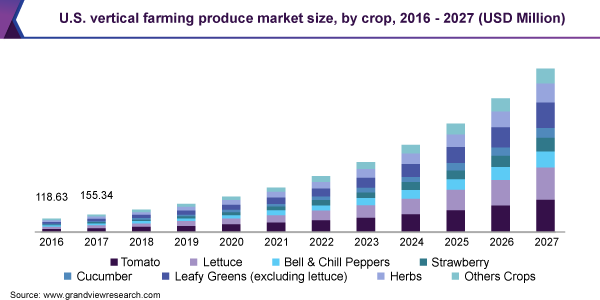 U.S. vertical farming produce market size, by crop, 2016 - 2027 (USD Million)
118.63 155.34
2016 2017 2018 2019 2020 2021 2022 2023 2024 2025 2026 2027
Tomato Lettuce Bell & Chill Peppers Strawberry
Cucumber Leafy Greens (excluding lettuce) Herbs Others Crops
Source: www.grandviewresearch.com